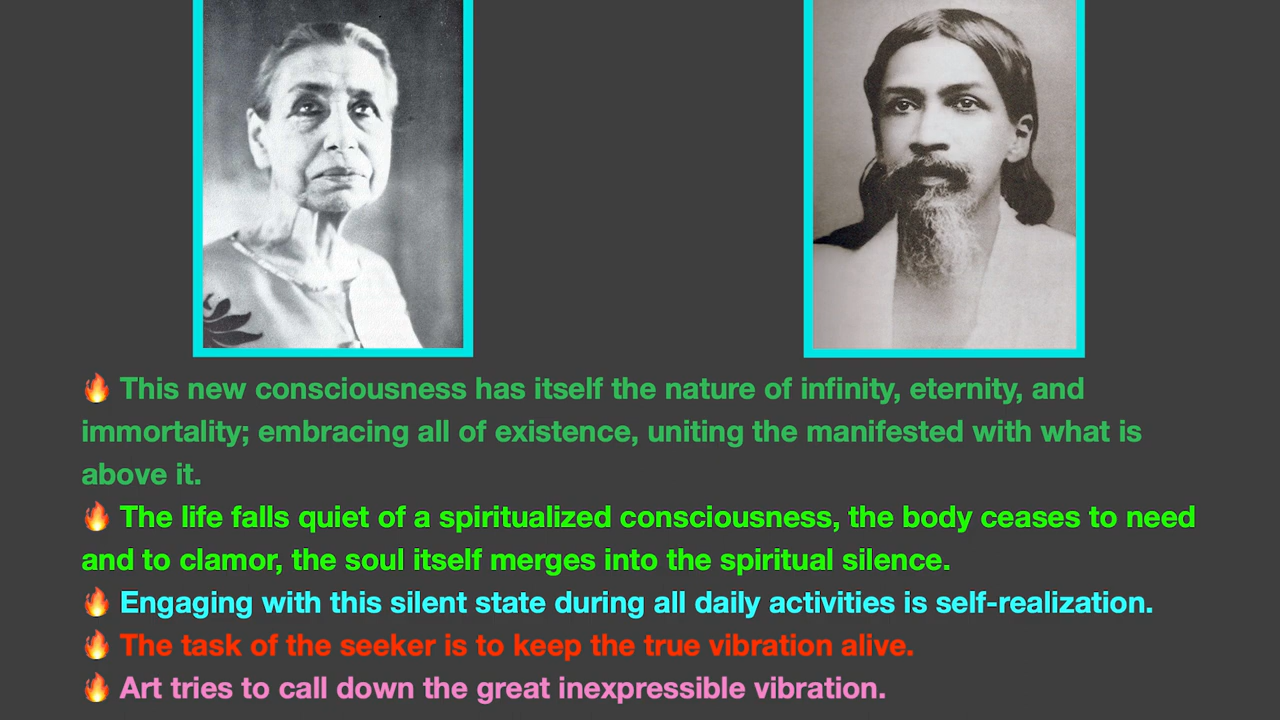 🔥 This new consciousness has itself the nature of infinity, eternity, and
immortality; embracing all of existence, uniting the manifested with what is
above it.
🔥 The life falls quiet of a spiritualized consciousness, the body ceases to need
and to clamor, the soul itself merges into the spiritual silence.
🔥 Engaging with this silent state during all daily activities is self-realization.
🔥 The task of the seeker is to keep the true vibration alive.
🔥 Art tries to call down the great inexpressible vibration.